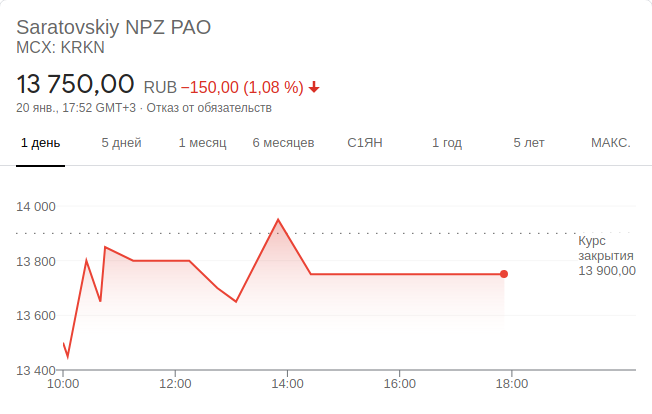 Saratovskiy NPZ PAO
MCX: KRKN
13 750,00 RUB −150,00 (1,08 %)
20 янв., 17:52 GMT+3 · Отказ от обязательств
1 день 5 дней 1 месяц 6 месяцев С1ЯН 1 год 5 лет МАКС.
14 000
Курс
закрытия
13 900,00
13 800
13 600
13 400
10:00 12:00 14:00 16:00 18:00